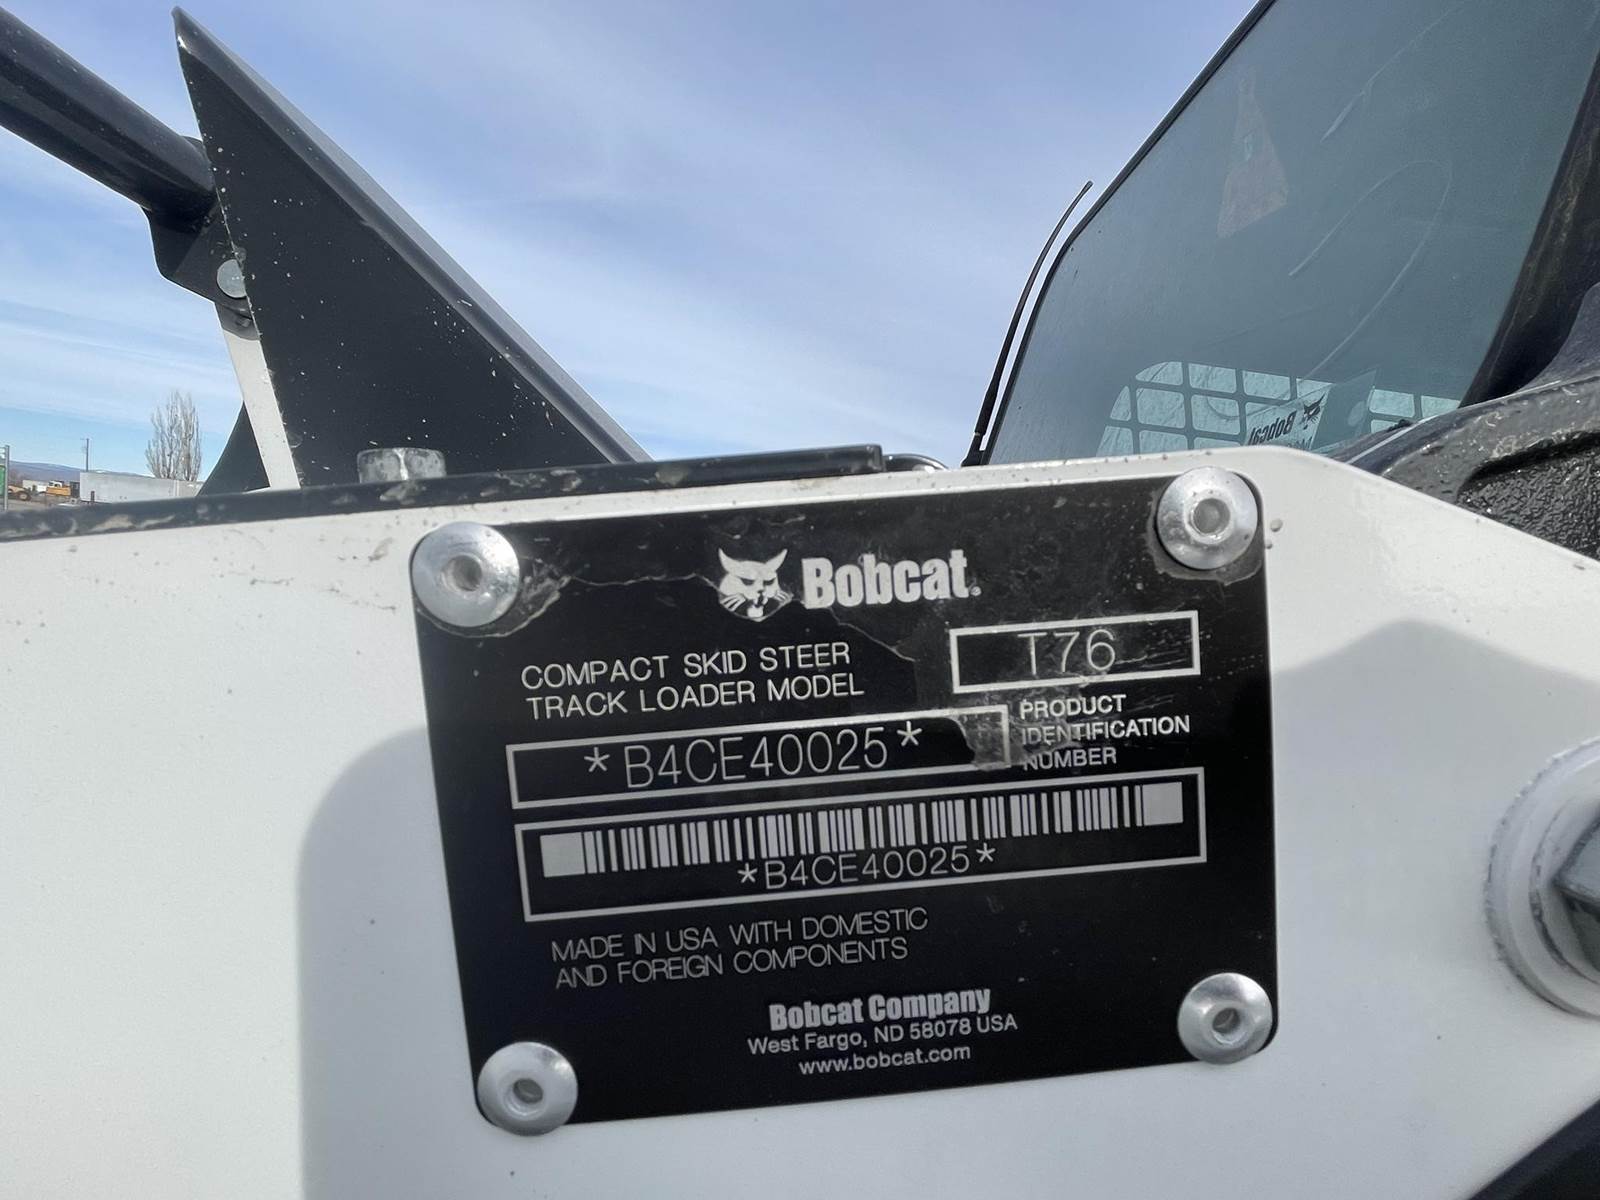 Bobcat
Bobcat
COMPACT SKID STEER
TRACK LOADER MODEL
T76
*B4CE40025*
PRODUCT
IDENTIFICATION
NUMBER
*B4CE40025*
MADE IN USA WITH DOMESTIC
AND FOREIGN COMPONENTS
Bobcat Company
West Fargo, ND 58078 USA
www.bobcat.com